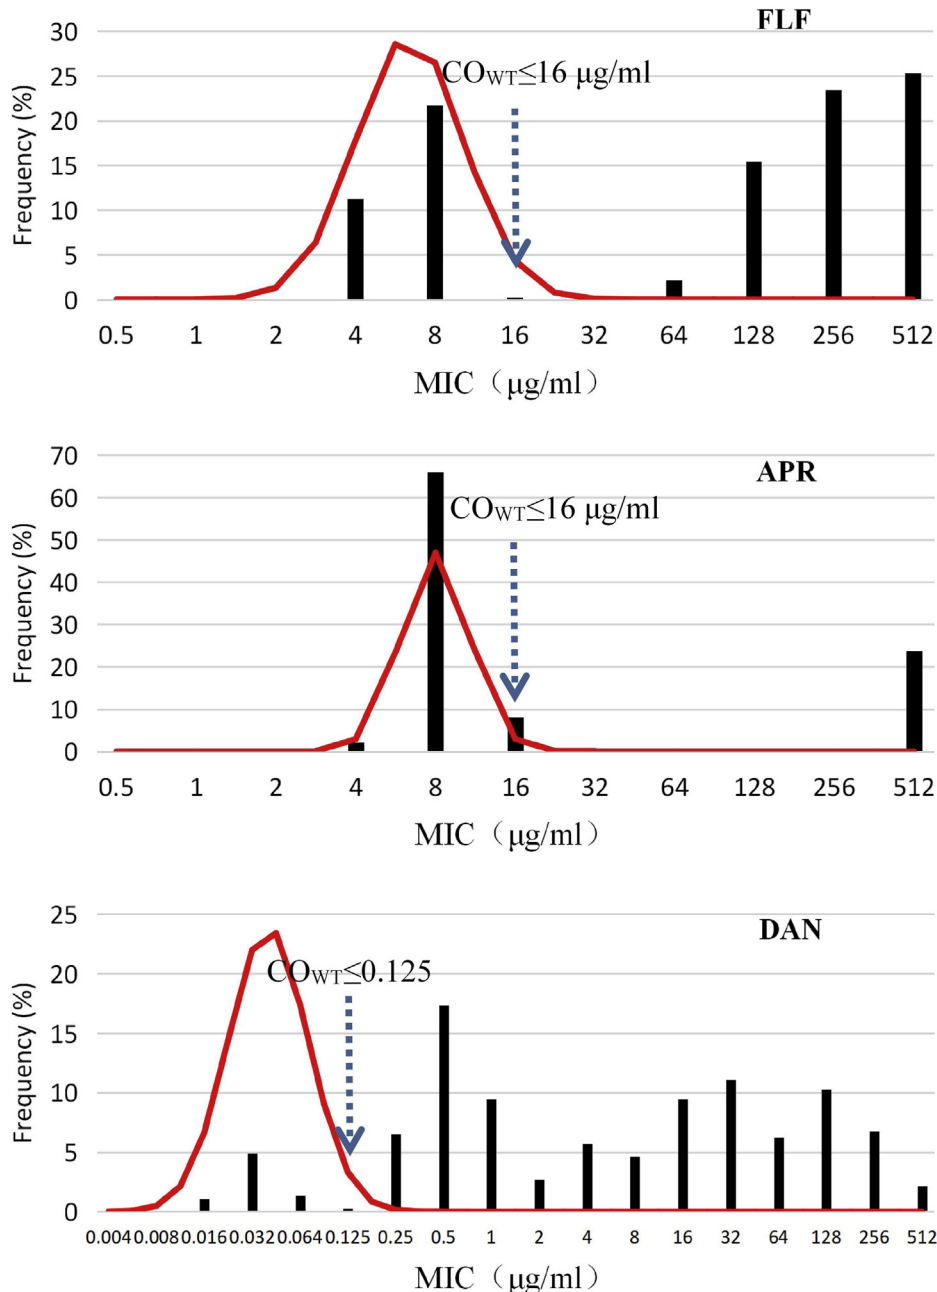 FLF
30
25
20
15
10
5
0
Frequency (%)
COWT≤16 μg/ml
0.5 1 2 4 8 16 32 64 128 256 512
MIC（μg/ml）
APR
70
60
50
40
30
20
10
0
Frequency (%)
COWT≤16 μg/ml
0.5 1 2 4 8 16 32 64 128 256 512
MIC（μg/ml）
DAN
25
20
15
10
5
0
Frequency (%)
COWT≤0.125
0.004 0.008 0.016 0.032 0.064 0.125 0.25 0.5 1 2 4 8 16 32 64 128 256 512
MIC（μg/ml）